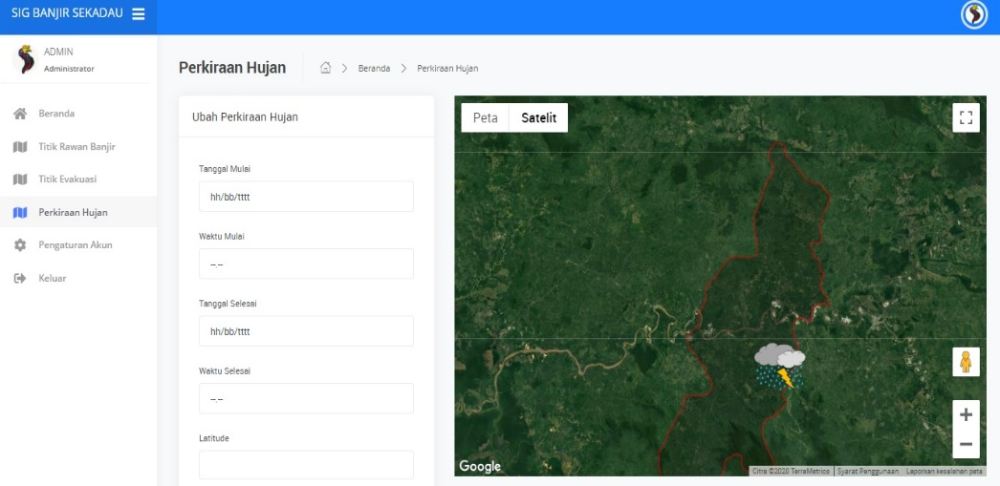 SIG BANJIR SEKADAU
ADMIN
Administrator
Beranda
Titik Rawan Banjir
Titik Evakuasi
Perkiraan Hujan
Pengaturan Akun
Keluar
Perkiraan Hujan
> Beranda > Perkiraan Hujan
Ubah Perkiraan Hujan
Tanggal Mulai
hh/bb/tttt
Waktu Mulai
--.--
Tanggal Selesai
hh/bb/tttt
Waktu Selesai
--.--
Latitude
Peta Satelit
Google
Citra ©2020 TerraMetrics Syarat Penggunaan Laporkan kesalahan peta